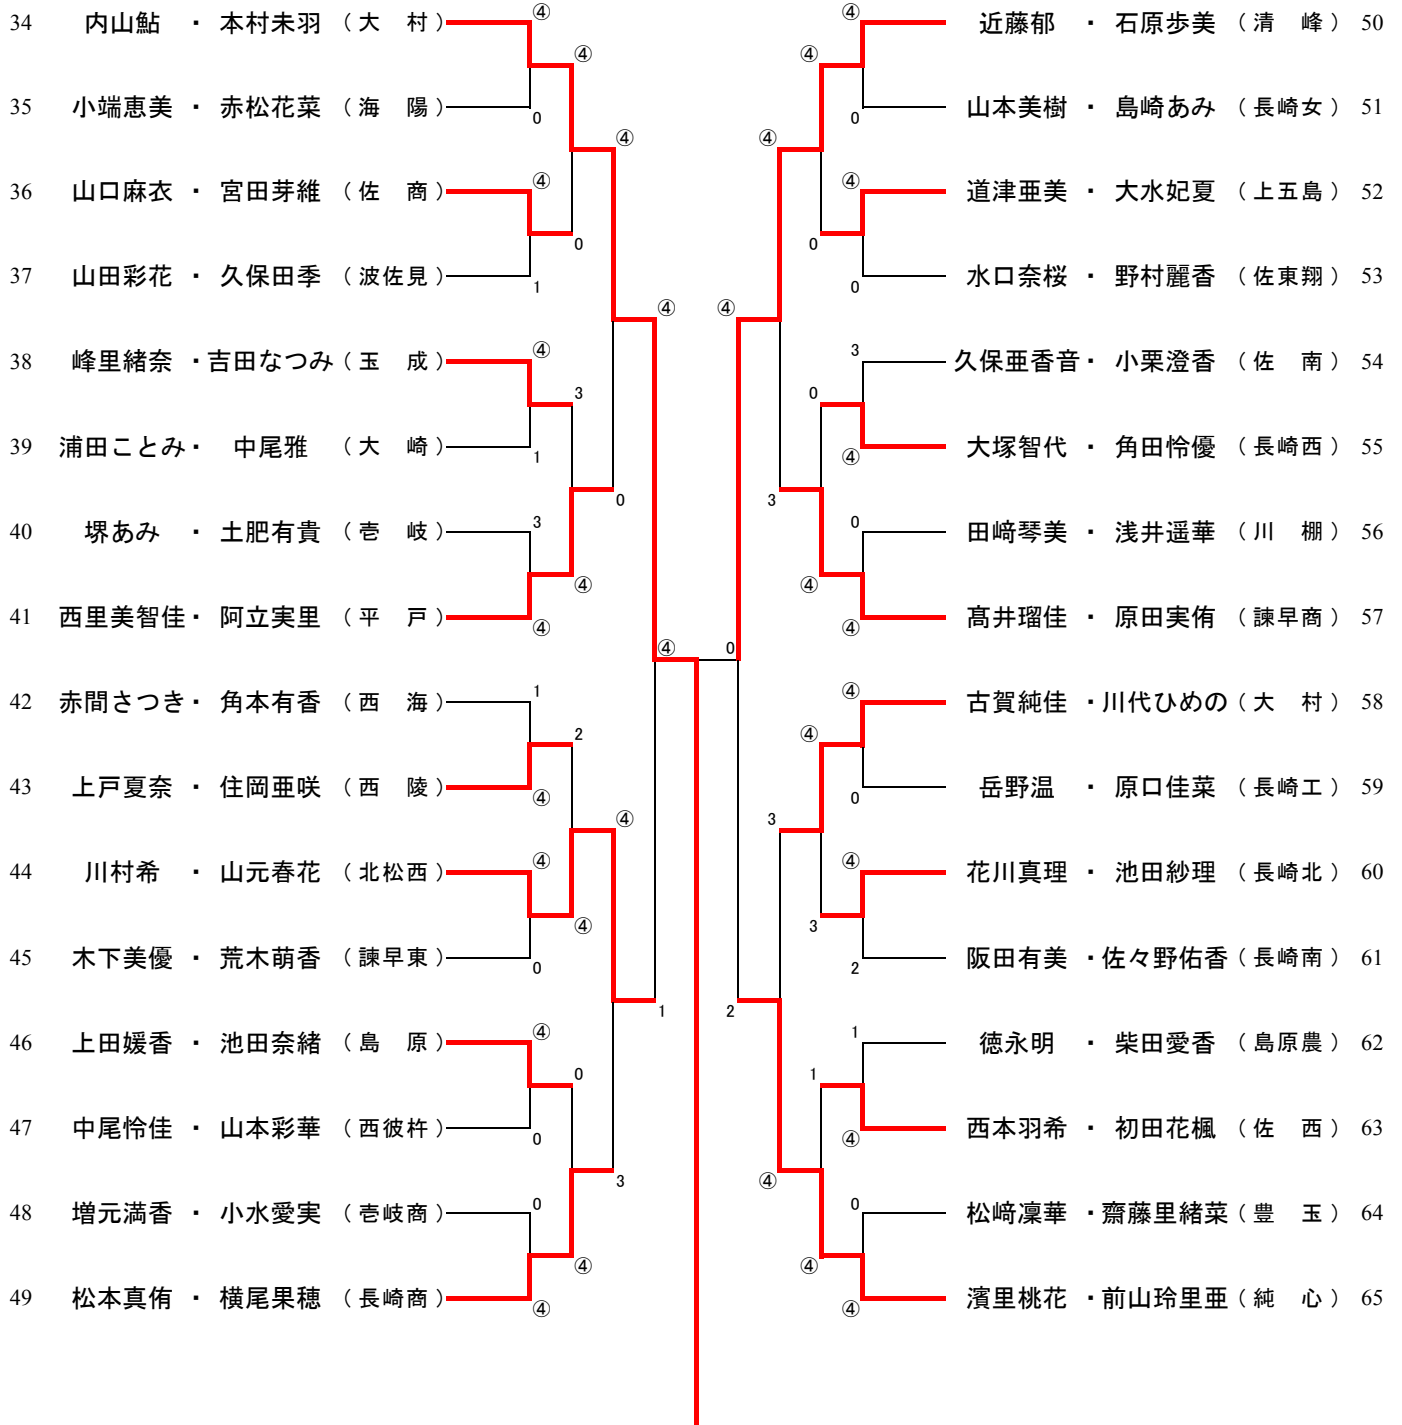 34 内山鮎 ・ 本村未羽 （大 村） ④ ④ 近藤郁 ・ 石原歩美 （清 峰） 50
④ ④
35 小端恵美 ・ 赤松花菜 （海 陽） 0 0 山本美樹 ・ 島崎あみ （長崎女） 51
④ ④
36 山口麻衣 ・ 宮田芽維 （佐 商） ④ ④ 道津亜美 ・ 大水妃夏 （上五島） 52
0 0
37 山田彩花 ・ 久保田季 （波佐見） 1 0 水口奈桜 ・ 野村麗香 （佐東翔） 53
④ ④
38 峰里緒奈 ・吉田なつみ（玉 成） ④ 3 久保亜香音・ 小栗澄香 （佐 南） 54
3 0
39 浦田ことみ・ 中尾雅 （大 崎） 1 ④ 大塚智代 ・ 角田怜優 （長崎西） 55
0 3
40 堺あみ ・ 土肥有貴 （壱 岐） 3 0 田﨑琴美 ・ 浅井遥華 （川 棚） 56
④ ④
41 西里美智佳・ 阿立実里 （平 戸） ④ ④ 髙井瑠佳 ・ 原田実侑 （諫早商） 57
④ 0
42 赤間さつき・ 角本有香 （西 海） 1 ④ 古賀純佳 ・川代ひめの（大 村） 58
2 ④
43 上戸夏奈 ・ 住岡亜咲 （西 陵） ④ 0 岳野温 ・ 原口佳菜 （長崎工） 59
④ 3
44 川村希 ・ 山元春花 （北松西） ④ ④ 花川真理 ・ 池田紗理 （長崎北） 60
④ 3
45 木下美優 ・ 荒木萌香 （諫早東） 0 2 阪田有美 ・佐々野佑香（長崎南） 61
1 2
46 上田媛香 ・ 池田奈緒 （島 原） ④ 1 徳永明 ・ 柴田愛香 （島原農） 62
0 1
47 中尾怜佳 ・ 山本彩華 （西彼杵） 0 ④ 西本羽希 ・ 初田花楓 （佐 西） 63
3 ④
48 増元満香 ・ 小水愛実 （壱岐商） 0 0 松﨑凜華 ・齋藤里緒菜（豊 玉） 64
④ ④
49 松本真侑 ・ 横尾果穂 （長崎商） ④ ④ 濱里桃花 ・前山玲里亜（純 心） 65